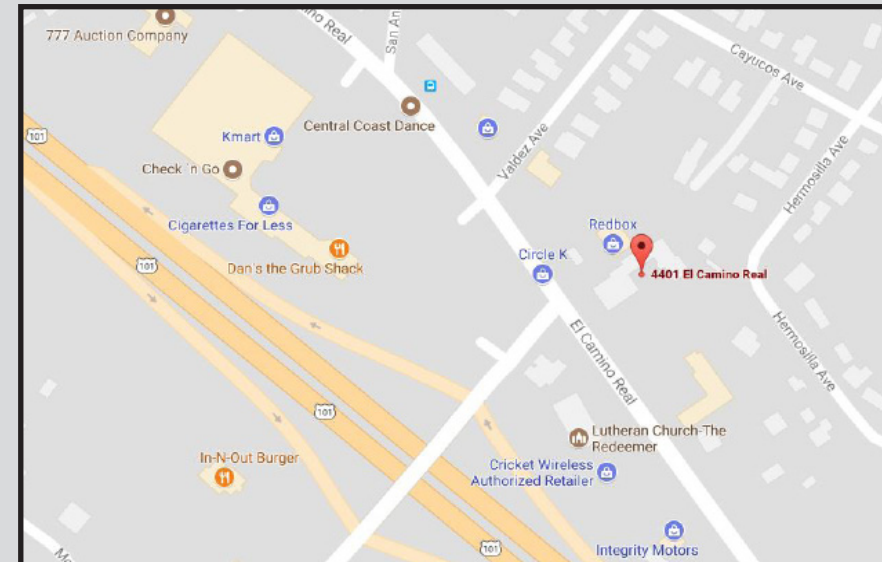 777 Auction Company
San An
Camino Real
Cayucos Ave
101
Central Coast Dance
Kmart
Valdez Ave
Hermosilla Ave
Check 'n Go
Cigarettes For Less
Redbox
Dan's the Grub Shack
Circle K
101
4401 El Camino Real
El Camino Real
Hermosilla Ave
101
Lutheran Church-The
Redeemer
In-N-Out Burger
Cricket Wireless
Authorized Retailer
101
Integrity Motors